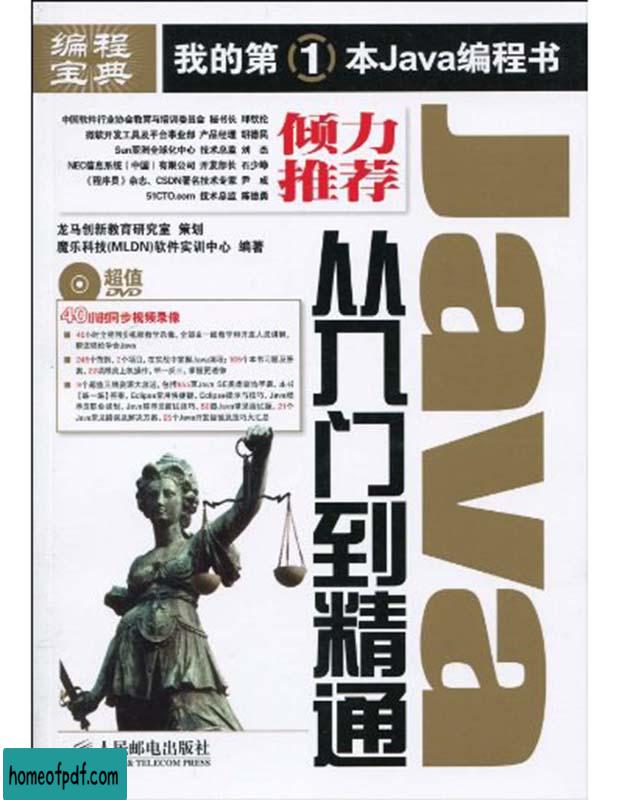 编程
宝典
我的第1本Java编程书
中国软件行业协会教育与培训委员会 秘书长 邱钦伦
微软开发工具及平台事业部 产品经理 胡德民
Sun亚洲全球化中心 技术总监 刘杰
NEC信息系统(中国)有限公司 开发部长 石少峥
《程序员》杂志、CSDN著名技术专家 尹成
51CTO.com 技术总监 陈德勇
倾力
推荐
龙马创新教育研究室 策划
魔乐科技(MLDN)软件实训中心 编著
超值
DVD
40小时同步视频录像
Java
从入门到精通
人民邮电出版社
& TELECOM PRESS
homeofpdf.com